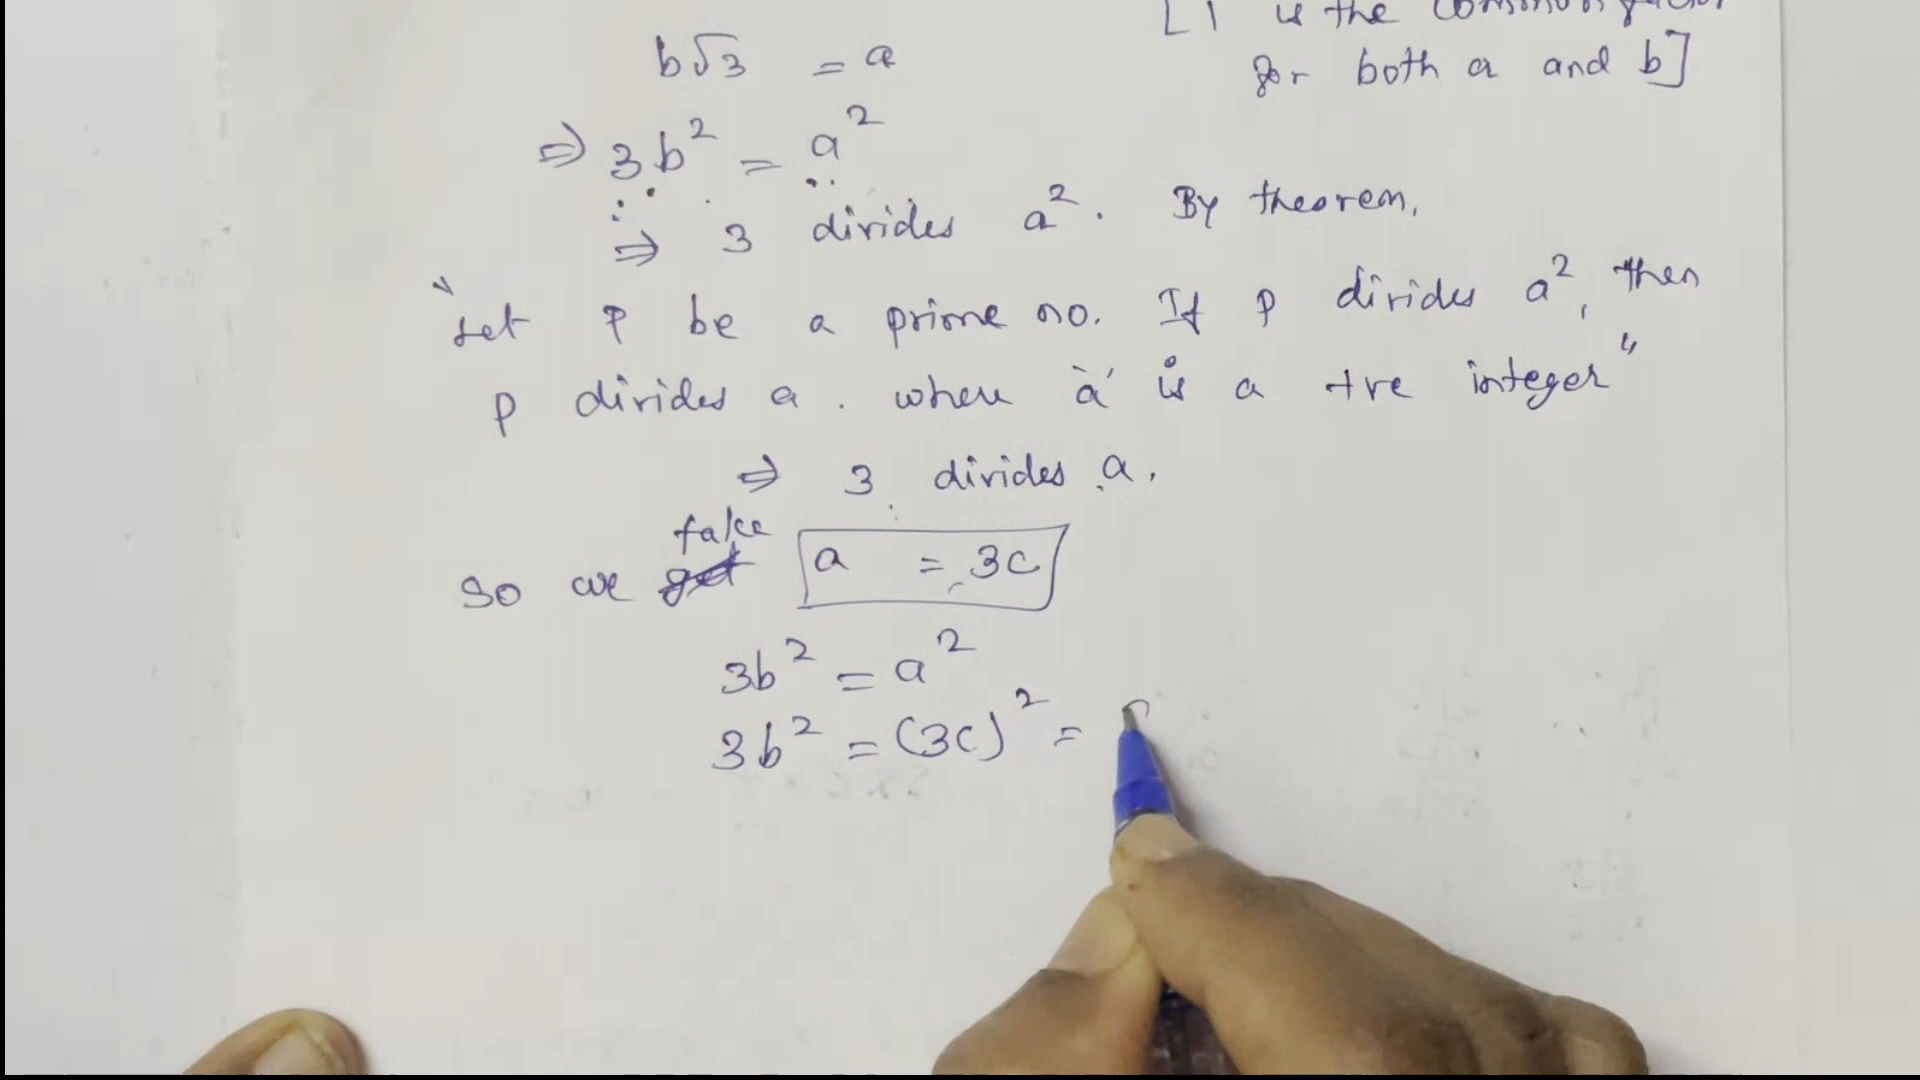 [1 is the common factor
for both a and b]
b√3 = a
⇒ 3b² = a²
⇒ 3 divides a². By theorem,
"Let P be a prime no. If P divides a², then
P divides a. where 'a' is a +ve integer"
⇒ 3 divides a.
take
So we get a = 3c
3b² = a²
3b² = (3c)² =